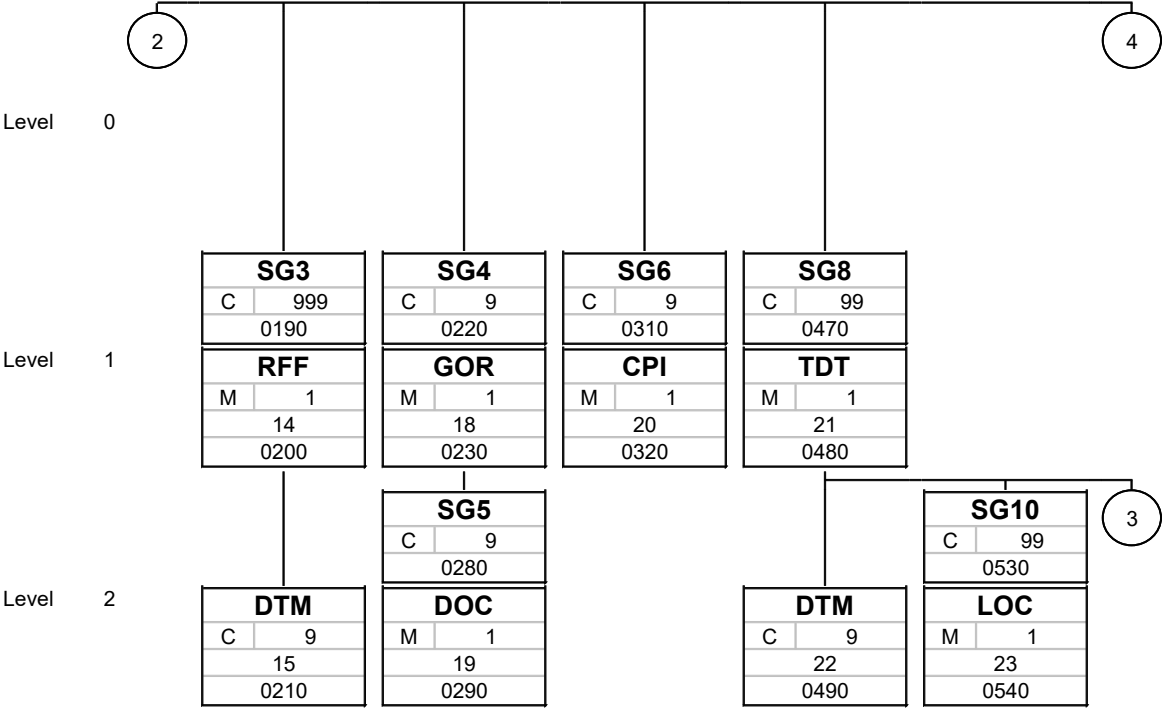 2 4
Level 0
SG3 SG4 SG6 SG8
C 999 C 9 C 9 C 99
0190 0220 0310 0470
Level 1
RFF GOR CPI TDT
M 1 M 1 M 1 M 1
14 18 20 21
0200 0230 0320 0480
SG5 SG10 3
C 9 C 99
0280 0530
Level 2
DTM DOC DTM LOC
C 9 M 1 C 9 M 1
15 19 22 23
0210 0290 0490 0540